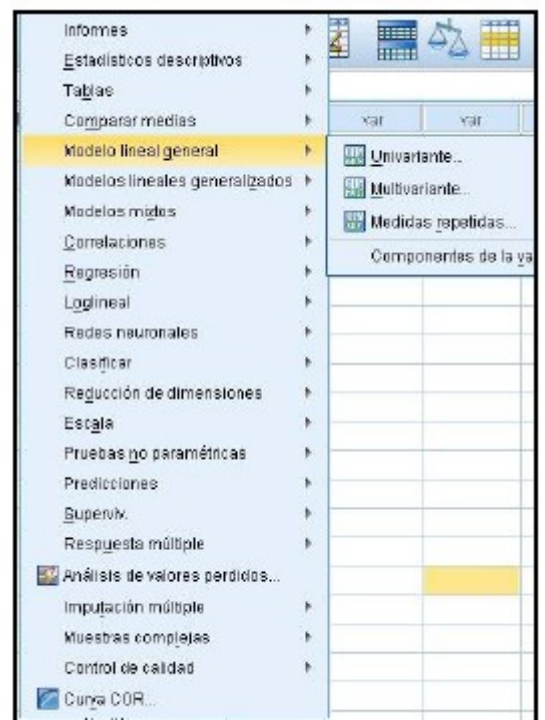 Informes
Estadísticos descriptivos
Tablas
Comparar medias
Modelo lineal general
Modelos lineales generalizados
Modelos mixtos
Correlaciones
Regresión
Loglineal
Redes neuronales
Clasificar
Reducción de dimensiones
Escala
Pruebas no paramétricas
Predicciones
Superviv.
Respuesta múltiple
Análisis de valores perdidos...
Imputación múltiple
Muestras complejas
Control de calidad
Curva COR...
var var
Univariante...
Multivariante...
Medidas repetidas...
Componentes de la va